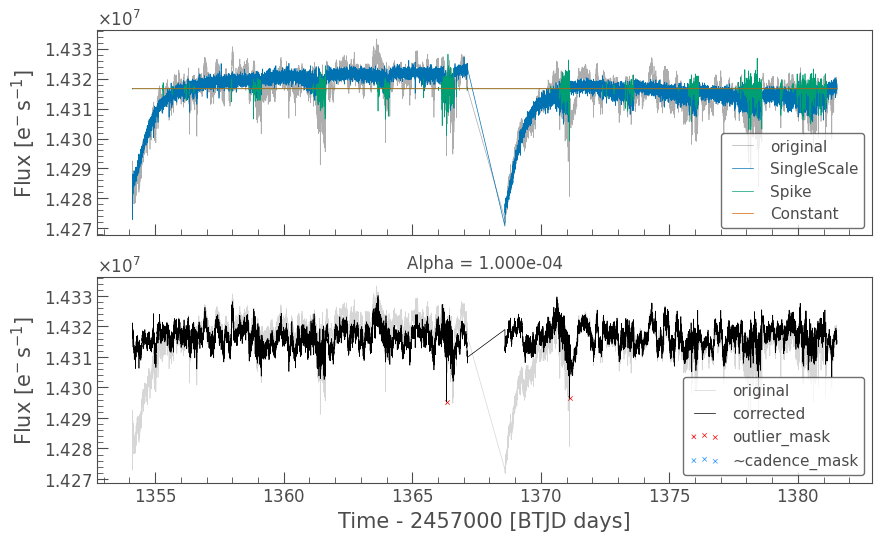 ×10⁷
1.433
1.432
1.431
1.430
1.429
1.428
1.427
Flux [e⁻ s⁻¹]
original
SingleScale
Spike
Constant
Alpha = 1.000e-04
×10⁷
1.433
1.432
1.431
1.430
1.429
1.428
1.427
Flux [e⁻ s⁻¹]
original
corrected
outlier_mask
~cadence_mask
1355 1360 1365 1370 1375 1380
Time - 2457000 [BTJD days]